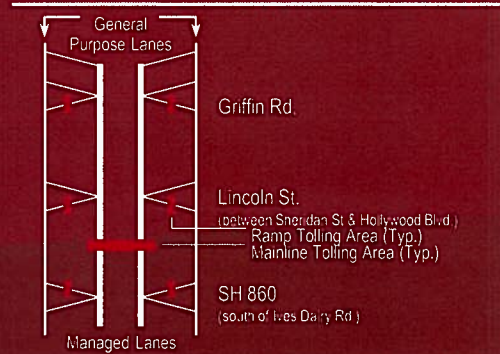 General
Purpose Lanes
Griffin Rd.
Lincoln St.
(between Sheridan St & Hollywood Blvd.)
Ramp Tolling Area (Typ.)
Mainline Tolling Area (Typ.)
SH 860
(south of Ives Dairy Rd.)
Managed Lanes